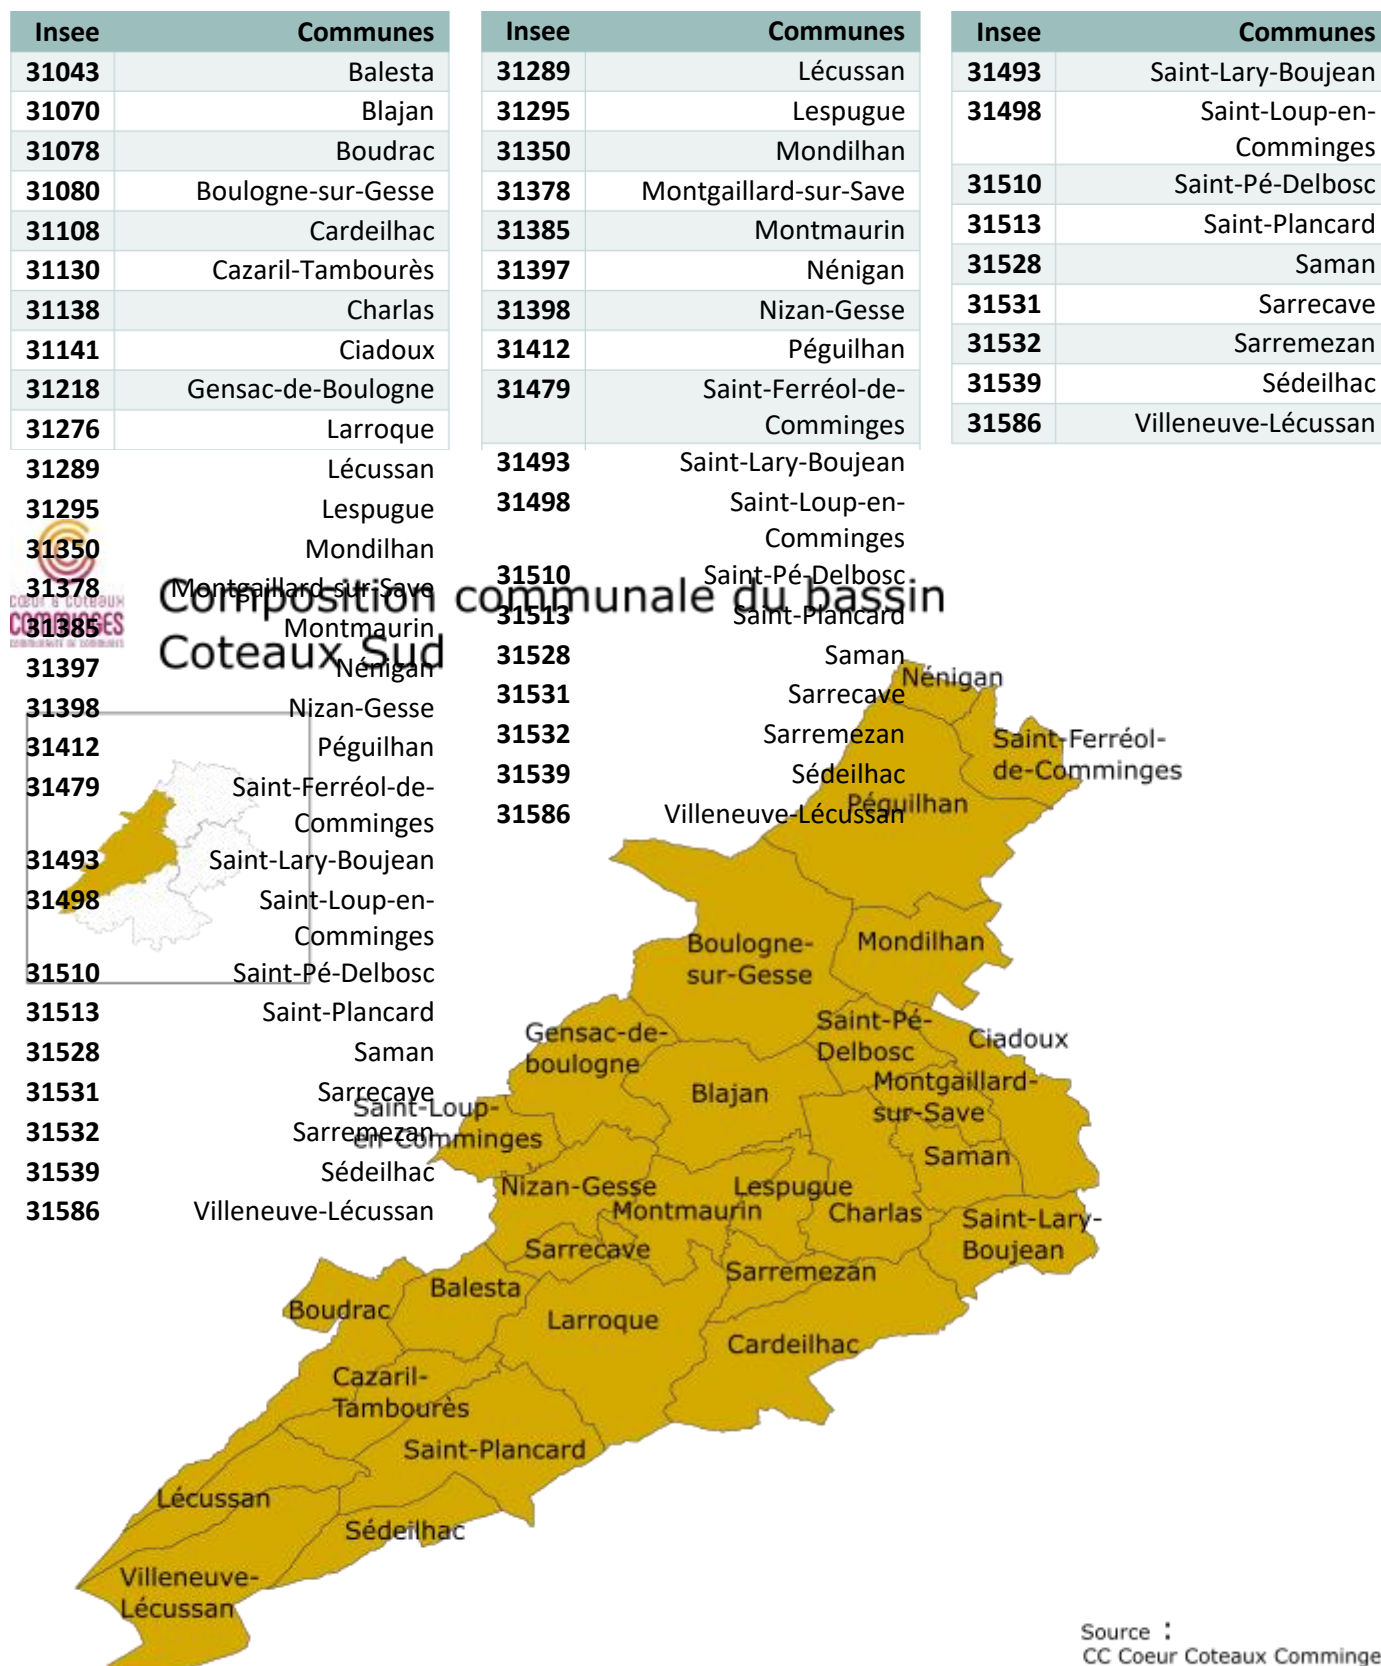 Insee Communes
31043 Balesta
31070 Blajan
31078 Boudrac
31080 Boulogne-sur-Gesse
31108 Cardeilhac
31130 Cazaril-Tambourès
31138 Charlas
31141 Ciadoux
31218 Gensac-de-Boulogne
31276 Larroque
31289 Lécussan
31295 Lespugue
31350 Mondilhan
31378 Montgaillard-sur-Save
31385 Montmaurin
31397 Nénigan
31398 Nizan-Gesse
31412 Péguilhan
31479 Saint-Ferréol-de-
Comminges
31493 Saint-Lary-Boujean
31498 Saint-Loup-en-
Comminges
31510 Saint-Pé-Delbosc
31513 Saint-Plancard
31528 Saman
31531 Sarrecave
31532 Sarremezan
31539 Sédeilhac
31586 Villeneuve-Lécussan
Insee Communes
31289 Lécussan
31295 Lespugue
31350 Mondilhan
31378 Montgaillard-sur-Save
31385 Montmaurin
31397 Nénigan
31398 Nizan-Gesse
31412 Péguilhan
31479 Saint-Ferréol-de-
Comminges
31493 Saint-Lary-Boujean
31498 Saint-Loup-en-
Comminges
31510 Saint-Pé-Delbosc
31513 Saint-Plancard
31528 Saman
31531 Sarrecave
31532 Sarremezan
31539 Sédeilhac
31586 Villeneuve-Lécussan
Insee Communes
31493 Saint-Lary-Boujean
31498 Saint-Loup-en-
Comminges
31510 Saint-Pé-Delbosc
31513 Saint-Plancard
31528 Saman
31531 Sarrecave
31532 Sarremezan
31539 Sédeilhac
31586 Villeneuve-Lécussan
cœur & coteaux
COMMINGES
Composition communale du bassin
Coteaux Sud
Nénigan
Saint-Ferréol-
de-Comminges
Péguilhan
Boulogne-
sur-Gesse
Mondilhan
Gensac-de-
boulogne
Saint-Pé-
Delbosc
Ciadoux
Blajan
Montgaillard-
sur-Save
Saint-Loup-
en-Comminges
Saman
Nizan-Gesse
Lespugue
Montmaurin
Charlas
Saint-Lary-
Boujean
Sarrecave
Sarremezan
Balesta
Boudrac
Larroque
Cardeilhac
Cazaril-
Tambourès
Saint-Plancard
Lécussan
Sédeilhac
Villeneuve-
Lécussan
Source :
CC Coeur Coteaux Comminge